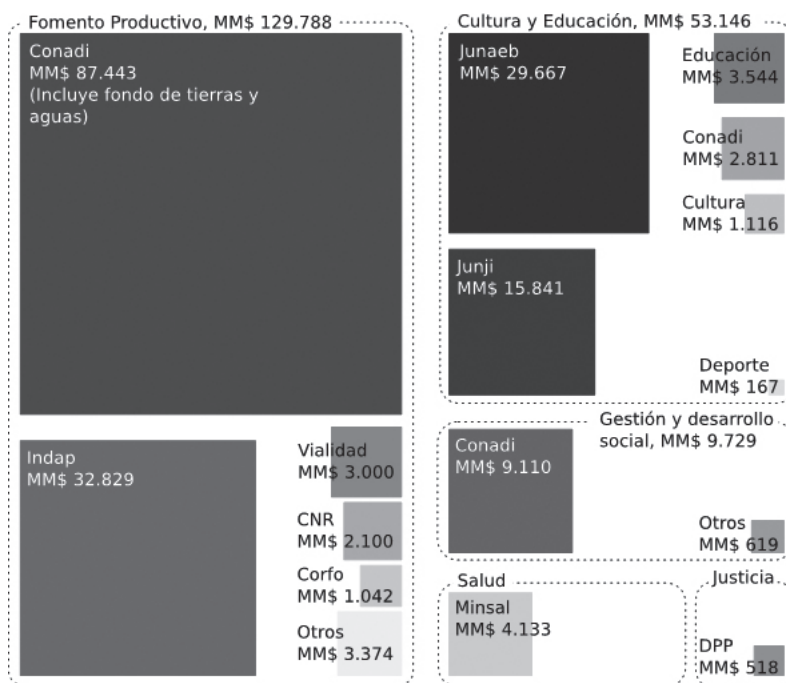 Fomento Productivo, MM$ 129.788
Conadi
MM$ 87.443
(Incluye fondo de tierras y
aguas)
Indap
MM$ 32.829
Vialidad
MM$ 3.000
CNR
MM$ 2.100
Corfo
MM$ 1.042
Otros
MM$ 3.374
Cultura y Educación, MM$ 53.146
Junaeb
MM$ 29.667
Educación
MM$ 3.544
Conadi
MM$ 2.811
Cultura
MM$ 1.116
Junji
MM$ 15.841
Deporte
MM$ 167
Gestión y desarrollo
social, MM$ 9.729
Conadi
MM$ 9.110
Otros
MM$ 619
Salud
Minsal
MM$ 4.133
Justicia
DPP
MM$ 518